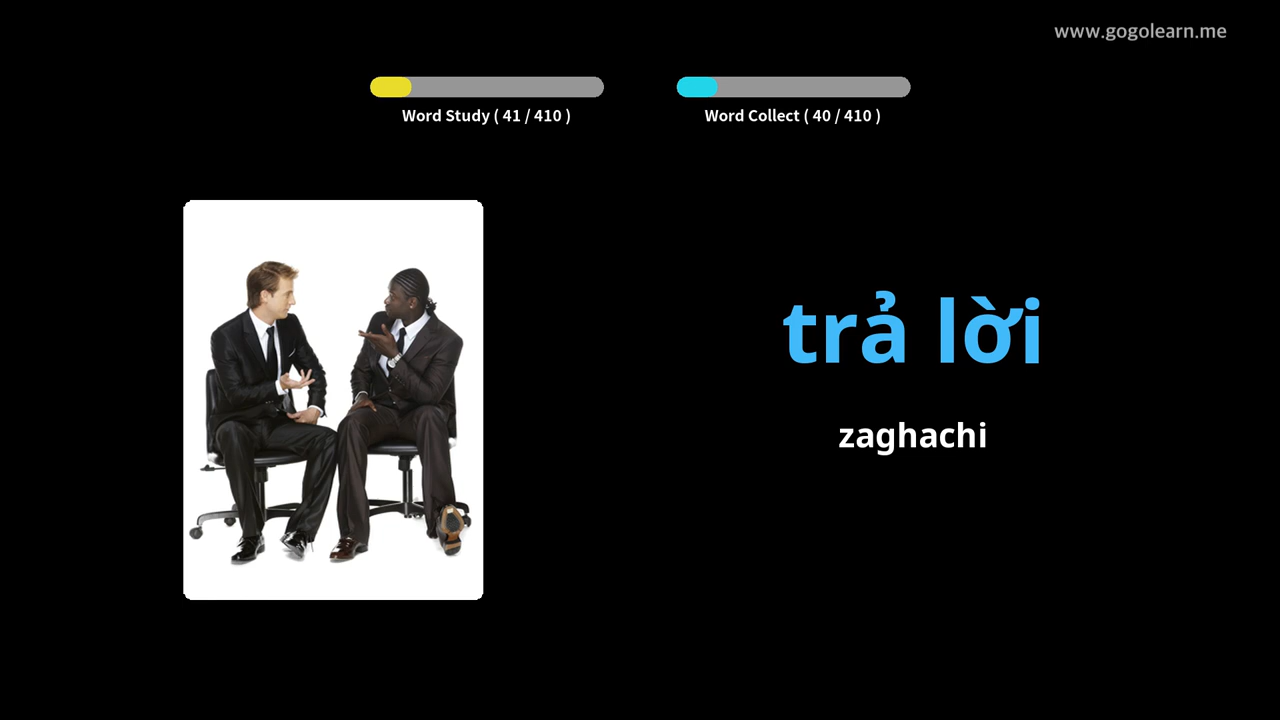 www.gogolearn.me
Word Study ( 41 / 410 )
Word Collect ( 40 / 410 )
trả lời
zaghachi